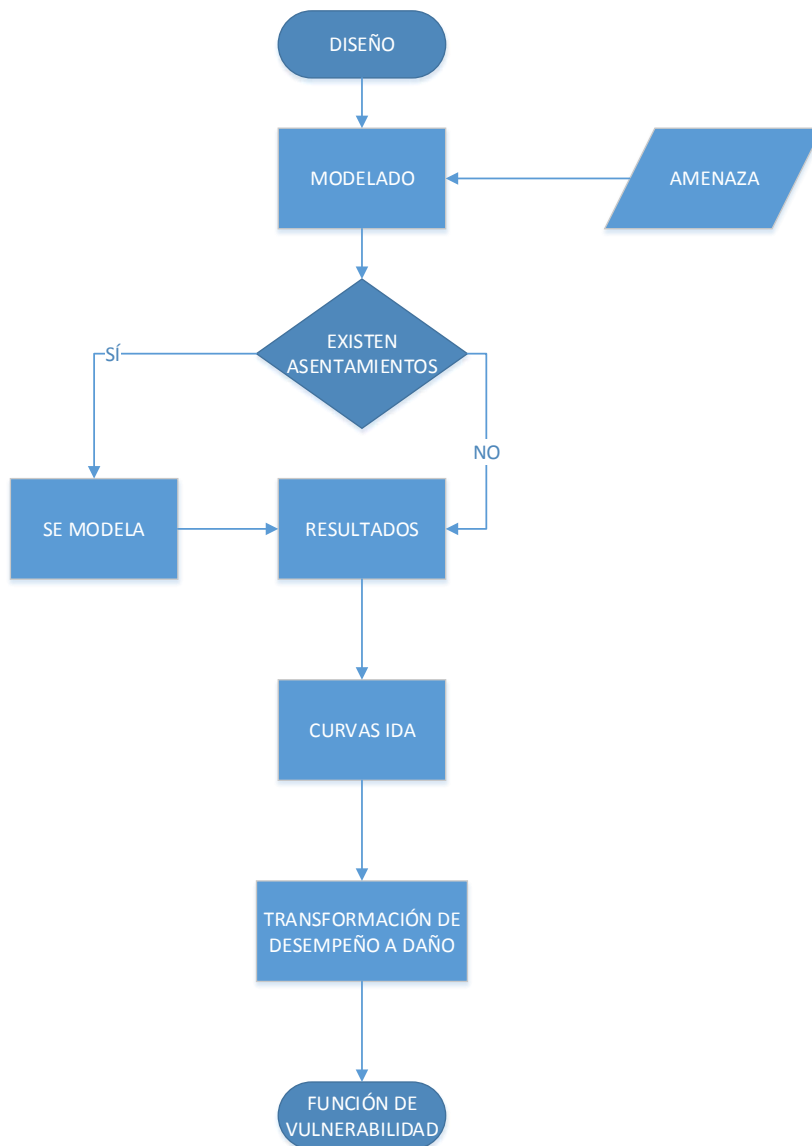 DISEÑO
MODELADO
AMENAZA
EXISTEN
ASENTAMIENTOS
SÍ
NO
SE MODELA
RESULTADOS
CURVAS IDA
TRANSFORMACIÓN DE
DESEMPEÑO A DAÑO
FUNCIÓN DE
VULNERABILIDAD